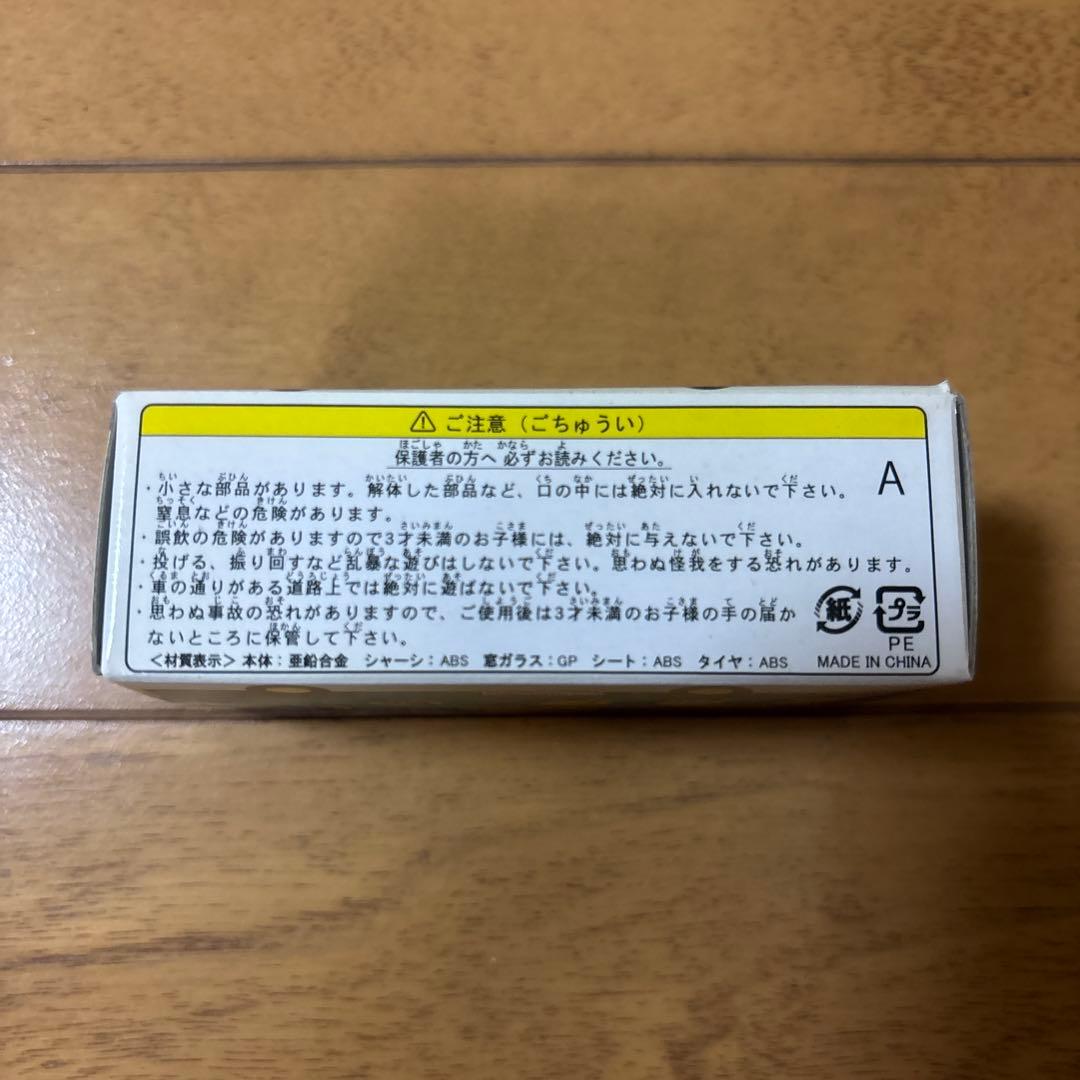 ⚠ ご注意（ごちゅうい）
保護者の方へ 必ずお読みください。
・小さな部品があります。解体した部品など、口の中には絶対に入れないで下さい。
窒息などの危険があります。
・誤飲の危険がありますので3才未満のお子様には、絶対に与えないで下さい。
・投げる、振り回すなど乱暴な遊びはしないで下さい。思わぬ怪我をする恐れがあります。
・車の通りがある道路上では絶対に遊ばないで下さい。
・思わぬ事故の恐れがありますので、ご使用後は3才未満のお子様の手の届か
ないところに保管して下さい。
＜材質表示＞本体：亜鉛合金 シャーシ：ABS 窓ガラス：GP シート：ABS タイヤ：ABS
A
紙
プラ
PE
MADE IN CHINA